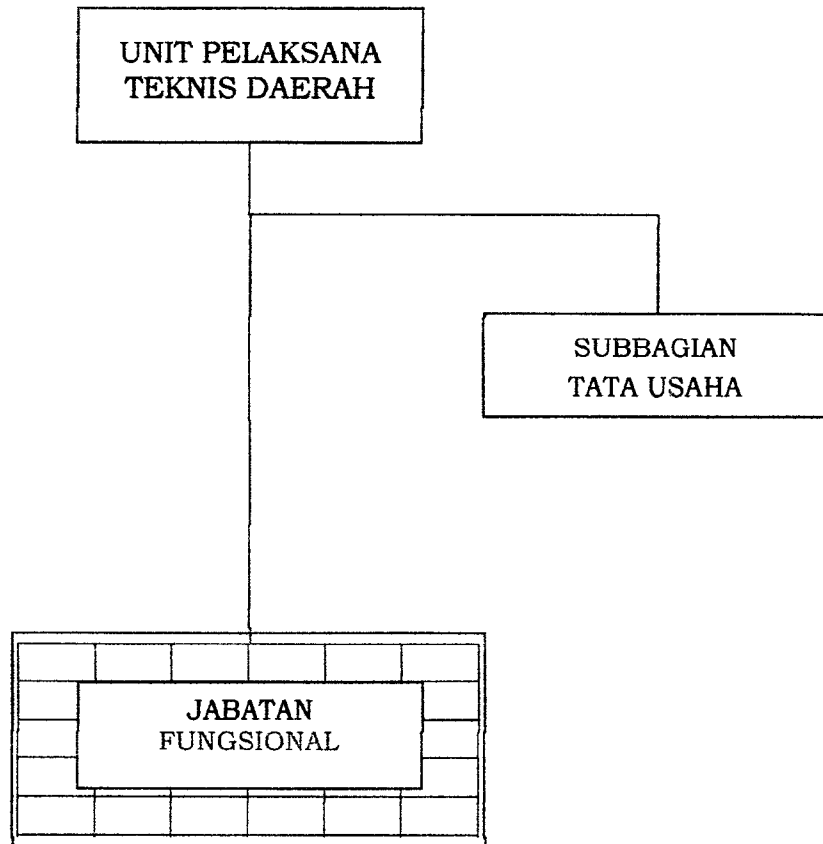 UNIT PELAKSANA
TEKNIS DAERAH
SUBBAGIAN
TATA USAHA
JABATAN
FUNGSIONAL